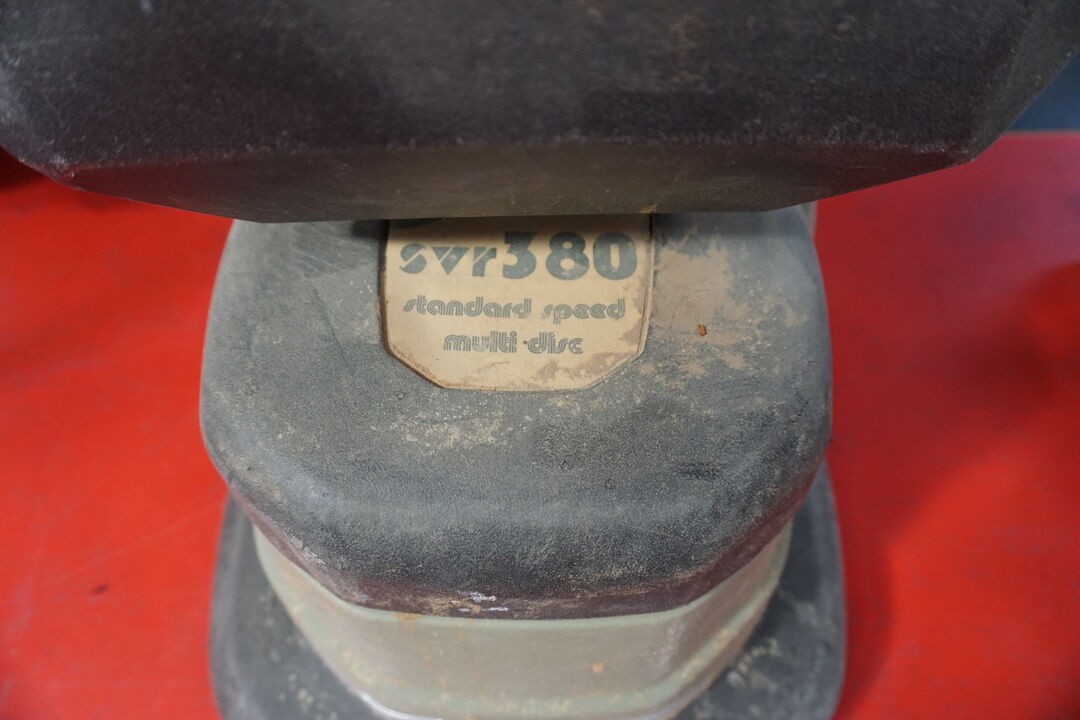 svr380
standard speed
multi·disc